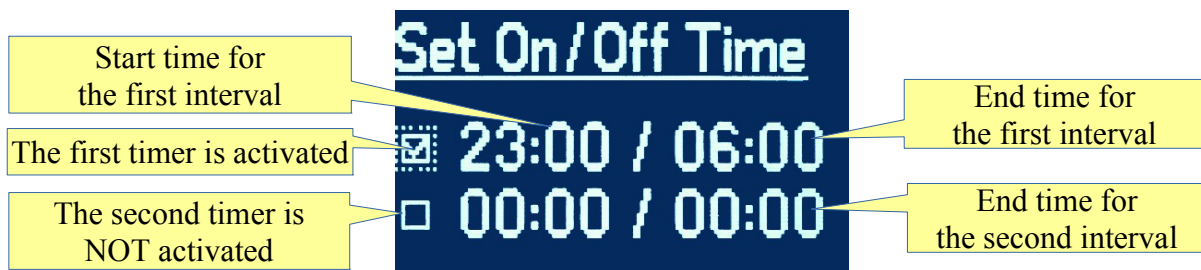 Set On/Off Time
Start time for
the first interval
End time for
the first interval
The first timer is activated
23:00 / 06:00
The second timer is
NOT activated
00:00 / 00:00
End time for
the second interval